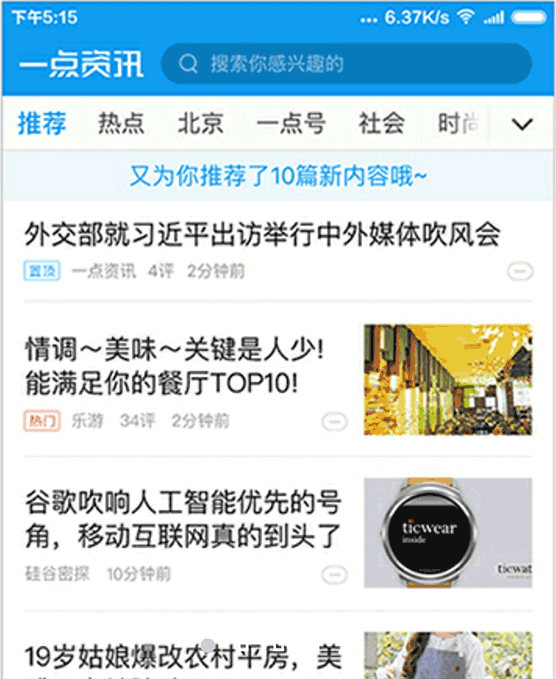 下午5:15
... 6.37K/s
一点资讯
搜索你感兴趣的
推荐 热点 北京 一点号 社会 时尚
又为你推荐了10篇新内容哦~
外交部就习近平出访举行中外媒体吹风会
置顶 一点资讯 4评 2分钟前
情调～美味～关键是人少!
能满足你的餐厅TOP10!
热门 乐游 34评 2分钟前
谷歌吹响人工智能优先的号
角，移动互联网真的到头了
ticwear
inside
ticwat
硅谷密探 10分钟前
19岁姑娘爆改农村平房，美